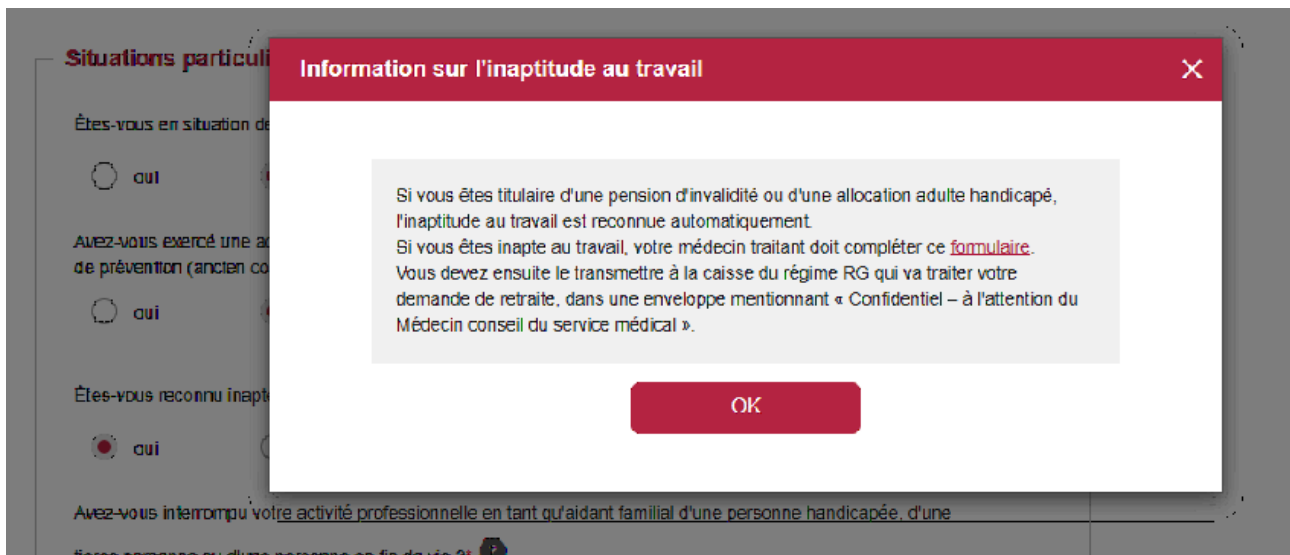 Situations particuli
Information sur l'inaptitude au travail
Êtes-vous en situation de
oui
Si vous êtes titulaire d'une pension d'invalidité ou d'une allocation adulte handicapé,
l'inaptitude au travail est reconnue automatiquement.
Si vous êtes inapte au travail, votre médecin traitant doit compléter ce formulaire.
Vous devez ensuite le transmettre à la caisse du régime RG qui va traiter votre
demande de retraite, dans une enveloppe mentionnant « Confidentiel – à l'attention du
Médecin conseil du service médical ».
Avez-vous exercé une ac
de prévention (ancien co
oui
Êtes-vous reconnu inapte
oui
OK
Avez-vous interrompu votre activité professionnelle en tant qu'aidant familial d'une personne handicapée, d'une